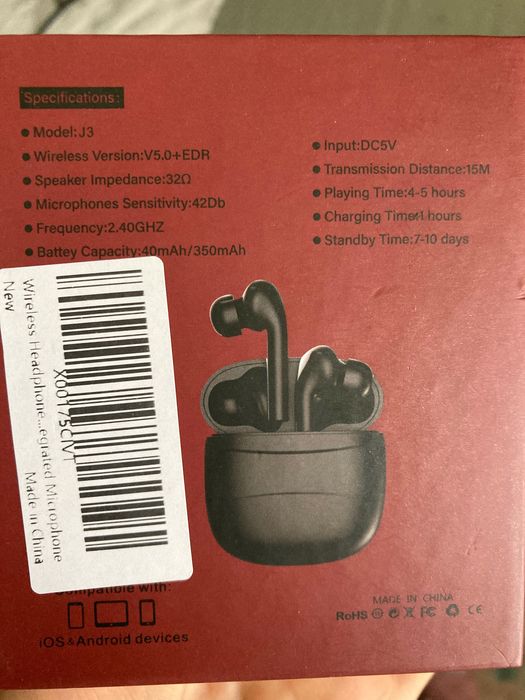 Specifications:
Model:J3
Wireless Version:V5.0+EDR
Speaker Impedance:32Ω
Microphones Sensitivity:42Db
Frequency:2.40GHZ
Battey Capacity:40mAh/350mAh
Input:DC5V
Transmission Distance:15M
Playing Time:4-5 hours
Charging Time:1 hours
Standby Time:7-10 days
X00175CIVT
Wireless Headphone...egrated Microphone
New
Made in China
Compatible with:
iOS & Android devices
MADE IN CHINA
RoHS FC CE